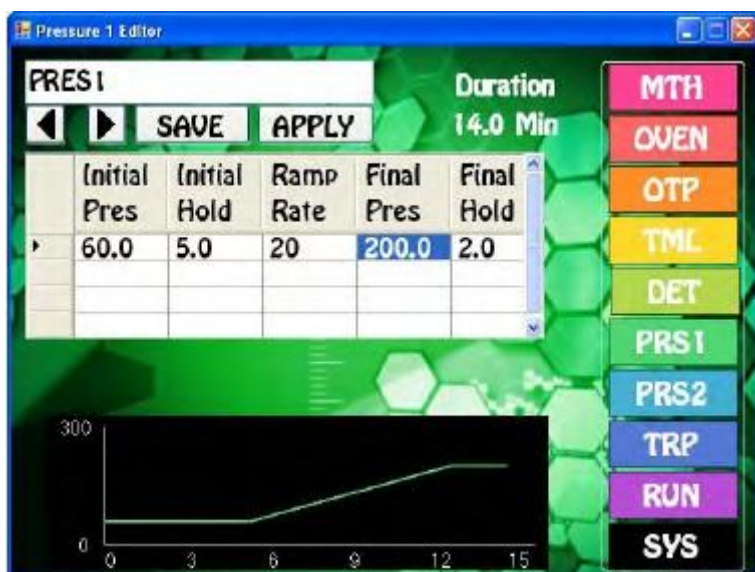 Pressure 1 Editor
PRES1
SAVE
APPLY
Duration
14.0 Min
Initial Pres
Initial Hold
Ramp Rate
Final Pres
Final Hold
60.0 5.0 20 200.0 2.0
MTH
OVEN
OTP
TML
DET
PRS1
PRS2
TRP
RUN
SYS
300
0
0 3 6 9 12 15